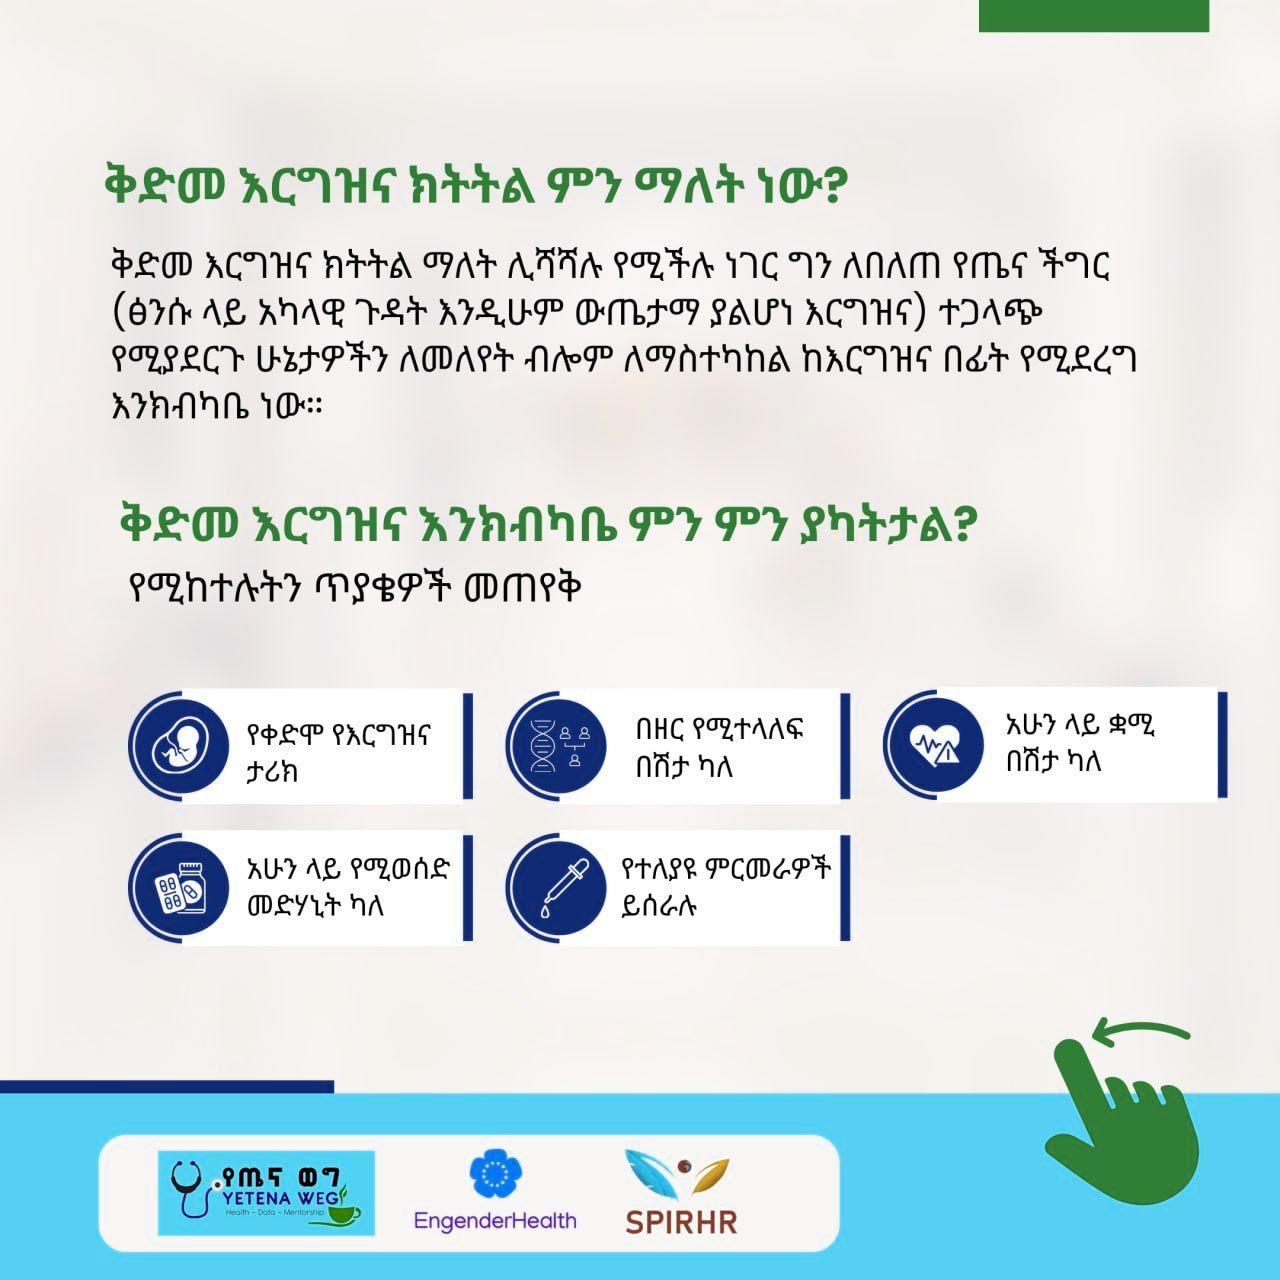 ቅድመ እርግዝና ክትትል ምን ማለት ነው?
ቅድመ እርግዝና ክትትል ማለት ሊሻሻሉ የሚችሉ ነገር ግን ለበለጠ የጤና ችግር
(ፅንሱ ላይ አካላዊ ጉዳት እንዲሁም ውጤታማ ያልሆነ እርግዝና) ተጋላጭ
የሚያደርጉ ሁኔታዎችን ለመለየት ብሎም ለማስተካከል ከእርግዝና በፊት የሚደረግ
እንክብካቤ ነው።
ቅድመ እርግዝና እንክብካቤ ምን ምን ያካትታል?
የሚከተሉትን ጥያቄዎች መጠየቅ
የቀድሞ የእርግዝና
ታሪክ
በዘር የሚተላለፍ
በሽታ ካለ
አሁን ላይ ቋሚ
በሽታ ካለ
አሁን ላይ የሚወሰድ
መድሃኒት ካለ
የተለያዩ ምርመራዎች
ይሰራሉ
የጤና ወግ
YETENA WEG
Health - Data - Mentorship
EngenderHealth
SPIRHR